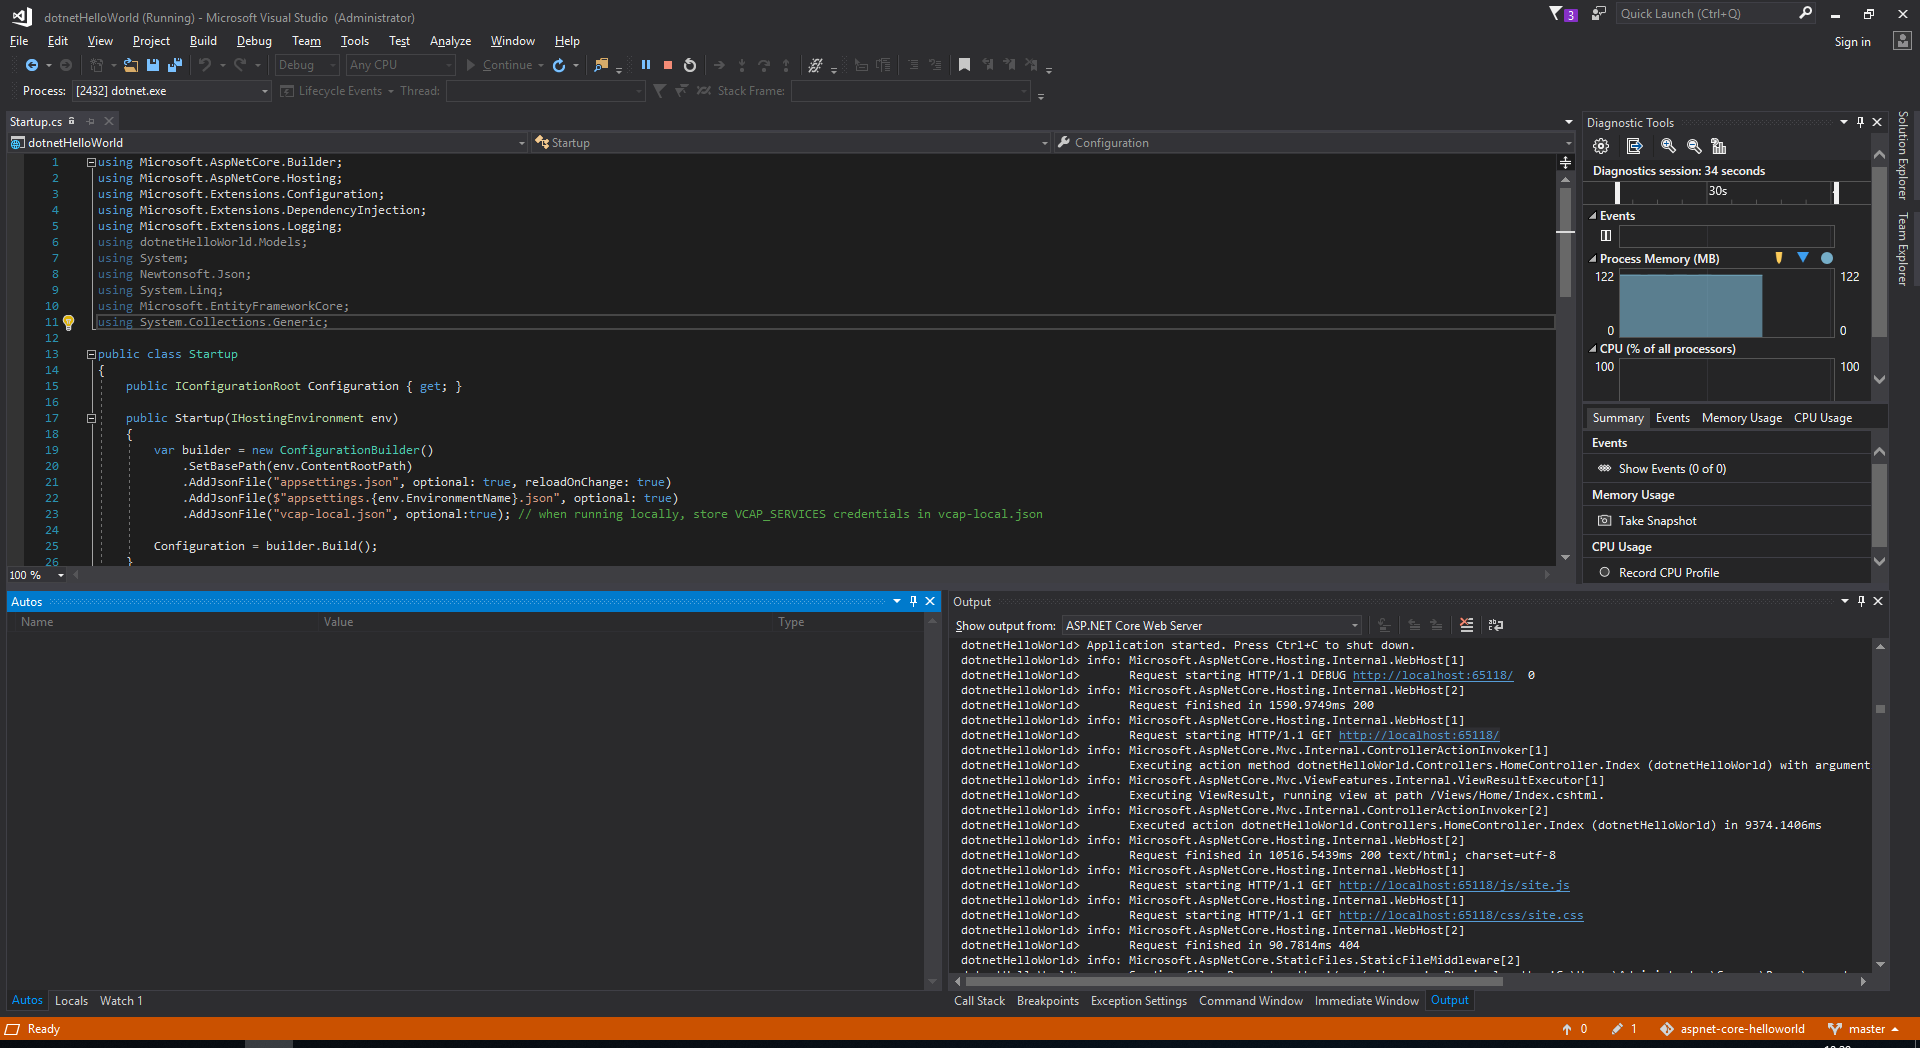 dotnetHelloWorld (Running) - Microsoft Visual Studio  (Administrator)
3
Quick Launch (Ctrl+Q)
File Edit View Project Build Debug Team Tools Test Analyze Window Help
Sign in
Debug Any CPU Continue
Process: [2432] dotnet.exe Lifecycle Events Thread: Stack Frame:
Startup.cs
dotnetHelloWorld Startup Configuration
1 using Microsoft.AspNetCore.Builder;
2 using Microsoft.AspNetCore.Hosting;
3 using Microsoft.Extensions.Configuration;
4 using Microsoft.Extensions.DependencyInjection;
5 using Microsoft.Extensions.Logging;
6 using dotnetHelloWorld.Models;
7 using System;
8 using Newtonsoft.Json;
9 using System.Linq;
10 using Microsoft.EntityFrameworkCore;
11 using System.Collections.Generic;
12
13 public class Startup
14 {
15 public IConfigurationRoot Configuration { get; }
16
17 public Startup(IHostingEnvironment env)
18 {
19 var builder = new ConfigurationBuilder()
20 .SetBasePath(env.ContentRootPath)
21 .AddJsonFile("appsettings.json", optional: true, reloadOnChange: true)
22 .AddJsonFile($"appsettings.{env.EnvironmentName}.json", optional: true)
23 .AddJsonFile("vcap-local.json", optional:true); // when running locally, store VCAP_SERVICES credentials in vcap-local.json
24
25 Configuration = builder.Build();
26 }
100 %
Diagnostic Tools
Diagnostics session: 34 seconds
30s
Events
Process Memory (MB)
122 122
0 0
CPU (% of all processors)
100 100
Summary Events Memory Usage CPU Usage
Events
Show Events (0 of 0)
Memory Usage
Take Snapshot
CPU Usage
Record CPU Profile
Solution Explorer
Team Explorer
Autos
Name Value Type
Autos Locals Watch 1
Output
Show output from: ASP.NET Core Web Server
dotnetHelloWorld> Application started. Press Ctrl+C to shut down.
dotnetHelloWorld> info: Microsoft.AspNetCore.Hosting.Internal.WebHost[1]
dotnetHelloWorld> Request starting HTTP/1.1 DEBUG http://localhost:65118/  0
dotnetHelloWorld> info: Microsoft.AspNetCore.Hosting.Internal.WebHost[2]
dotnetHelloWorld> Request finished in 1590.9749ms 200
dotnetHelloWorld> info: Microsoft.AspNetCore.Hosting.Internal.WebHost[1]
dotnetHelloWorld> Request starting HTTP/1.1 GET http://localhost:65118/
dotnetHelloWorld> info: Microsoft.AspNetCore.Mvc.Internal.ControllerActionInvoker[1]
dotnetHelloWorld> Executing action method dotnetHelloWorld.Controllers.HomeController.Index (dotnetHelloWorld) with argument
dotnetHelloWorld> info: Microsoft.AspNetCore.Mvc.ViewFeatures.Internal.ViewResultExecutor[1]
dotnetHelloWorld> Executing ViewResult, running view at path /Views/Home/Index.cshtml.
dotnetHelloWorld> info: Microsoft.AspNetCore.Mvc.Internal.ControllerActionInvoker[2]
dotnetHelloWorld> Executed action dotnetHelloWorld.Controllers.HomeController.Index (dotnetHelloWorld) in 9374.1406ms
dotnetHelloWorld> info: Microsoft.AspNetCore.Hosting.Internal.WebHost[2]
dotnetHelloWorld> Request finished in 10516.5439ms 200 text/html; charset=utf-8
dotnetHelloWorld> info: Microsoft.AspNetCore.Hosting.Internal.WebHost[1]
dotnetHelloWorld> Request starting HTTP/1.1 GET http://localhost:65118/js/site.js
dotnetHelloWorld> info: Microsoft.AspNetCore.Hosting.Internal.WebHost[1]
dotnetHelloWorld> Request starting HTTP/1.1 GET http://localhost:65118/css/site.css
dotnetHelloWorld> info: Microsoft.AspNetCore.Hosting.Internal.WebHost[2]
dotnetHelloWorld> Request finished in 90.7814ms 404
dotnetHelloWorld> info: Microsoft.AspNetCore.StaticFiles.StaticFileMiddleware[2]
Call Stack Breakpoints Exception Settings Command Window Immediate Window Output
Ready
0 1 aspnet-core-helloworld master